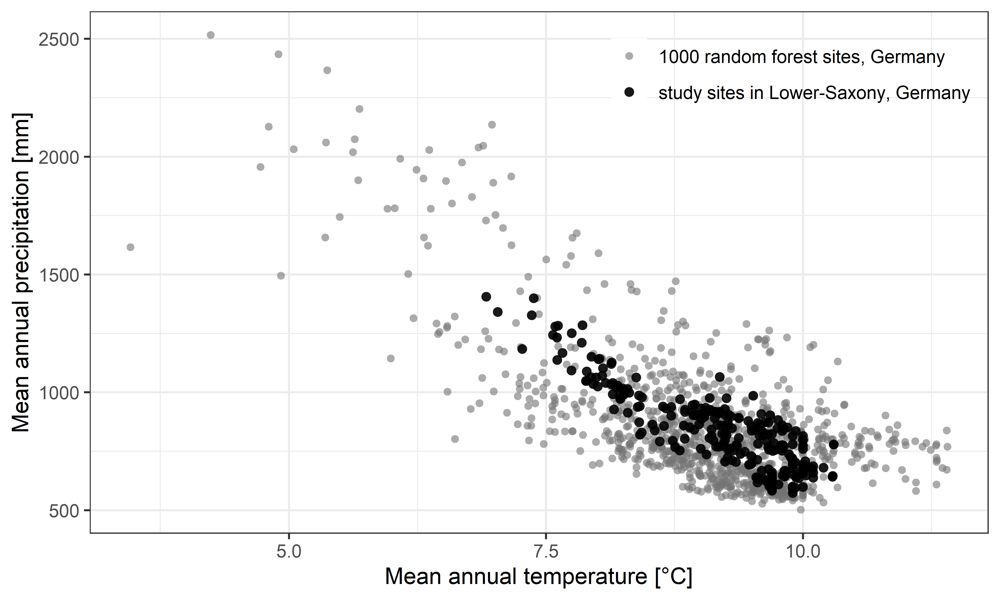 2500
2000
1500
1000
500
Mean annual precipitation [mm]
1000 random forest sites, Germany
study sites in Lower-Saxony, Germany
5.0
7.5
10.0
Mean annual temperature [°C]